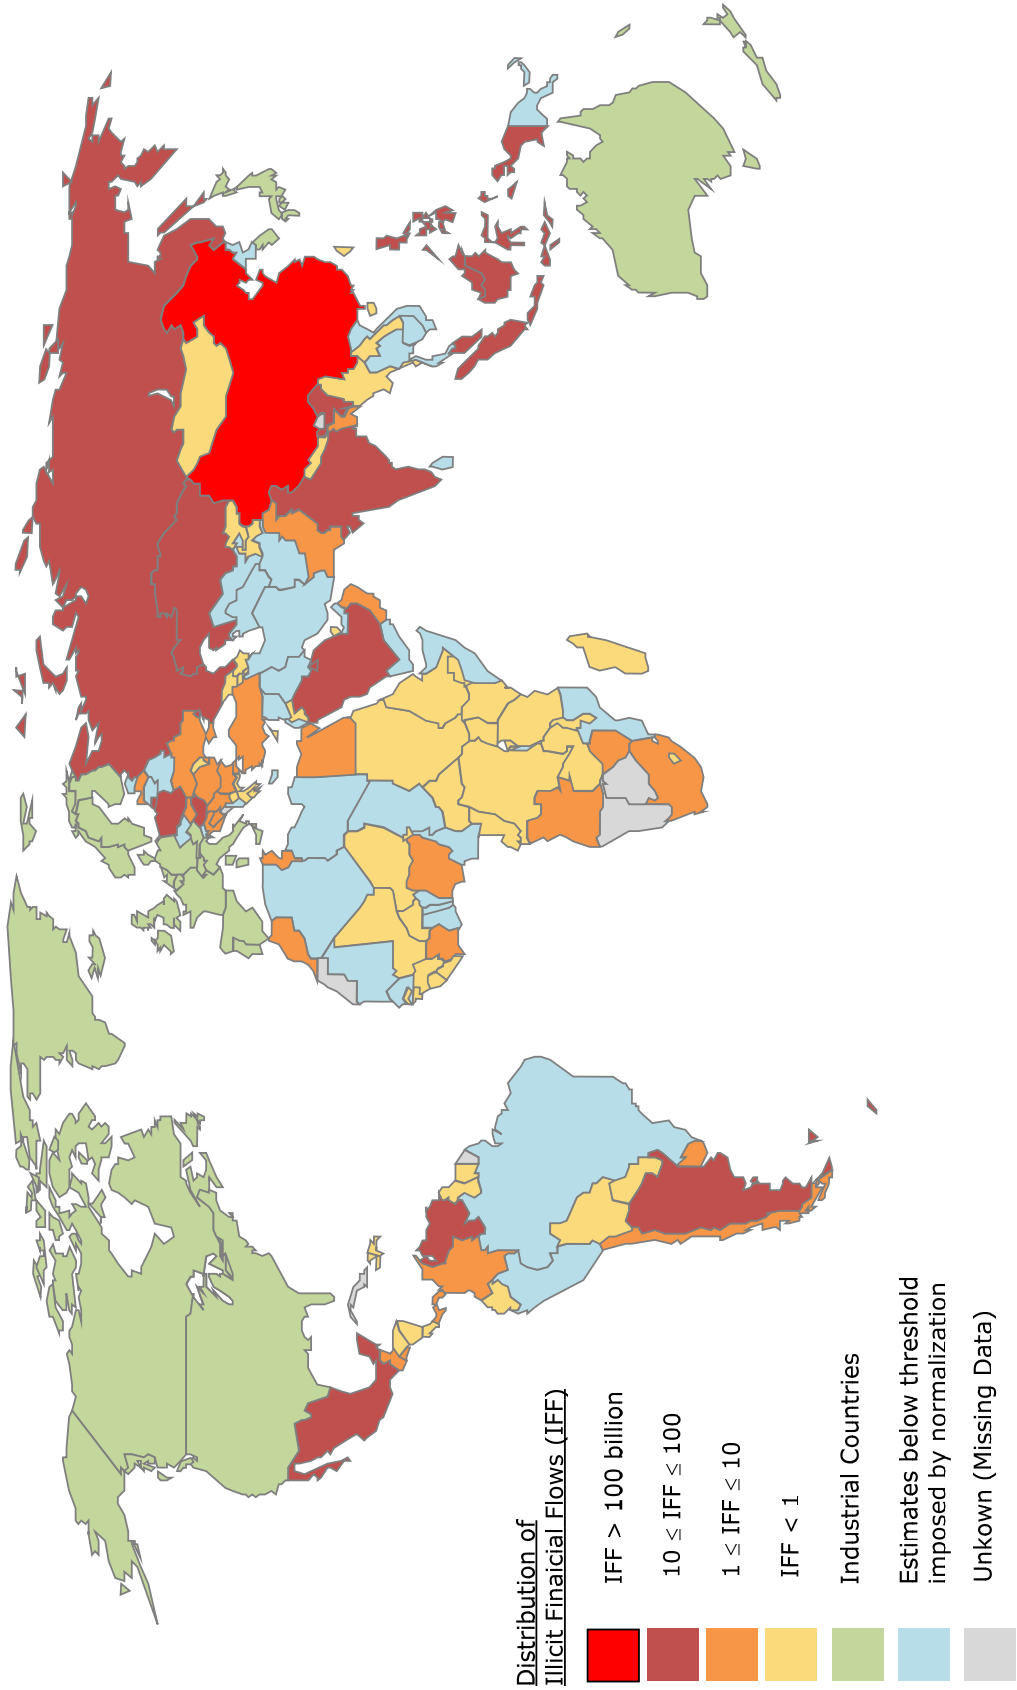 Distribution of
Illicit Finaicial Flows (IFF)
IFF > 100 billion
10 ≤ IFF ≤ 100
1 ≤ IFF ≤ 10
IFF < 1
Industrial Countries
Estimates below threshold
imposed by normalization
Unkown (Missing Data)